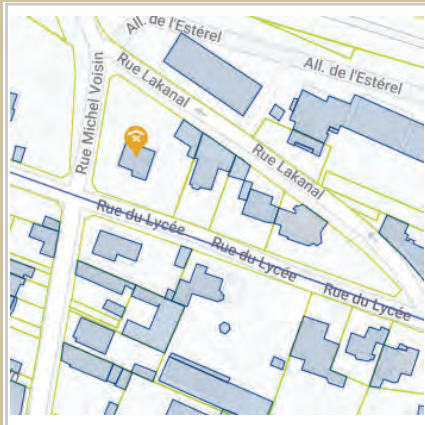 All. de l'Estérel
All. de l'Estérel
Rue Lakanal
Rue Michel Voisin
Rue Lakanal
Rue du Lycée
Rue du Lycée
Rue du Lycée